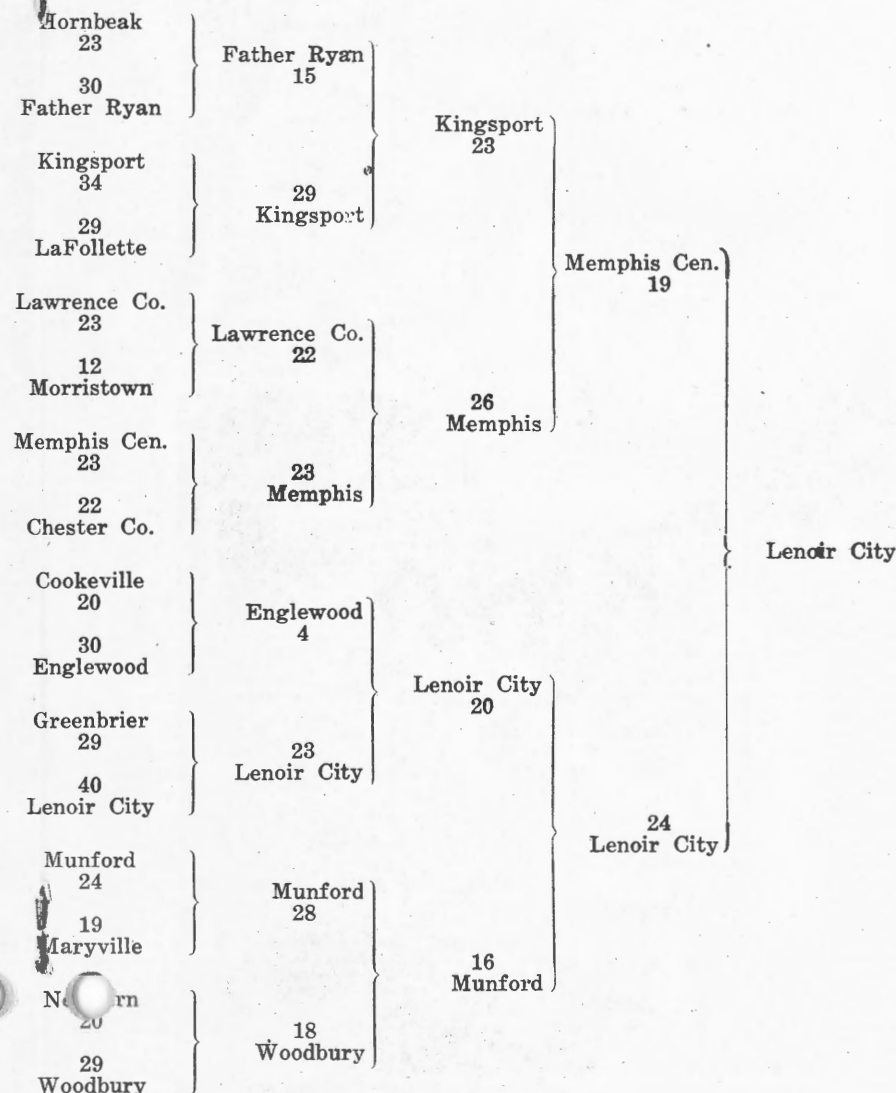 Hornbeak
23
30
Father Ryan
Kingsport
34
29
LaFollette
Lawrence Co.
23
12
Morristown
Memphis Cen.
23
22
Chester Co.
Cookeville
20
30
Englewood
Greenbrier
29
40
Lenoir City
Munford
24
19
Maryville
20
29
Woodbury
Father Ryan
15
29
Kingsport
Lawrence Co.
22
23
Memphis
Englewood
4
23
Lenoir City
Munford
28
18
Woodbury
Kingsport
23
26
Memphis
Lenoir City
20
16
Munford
Memphis Cen.
19
24
Lenoir City
Lenoir City